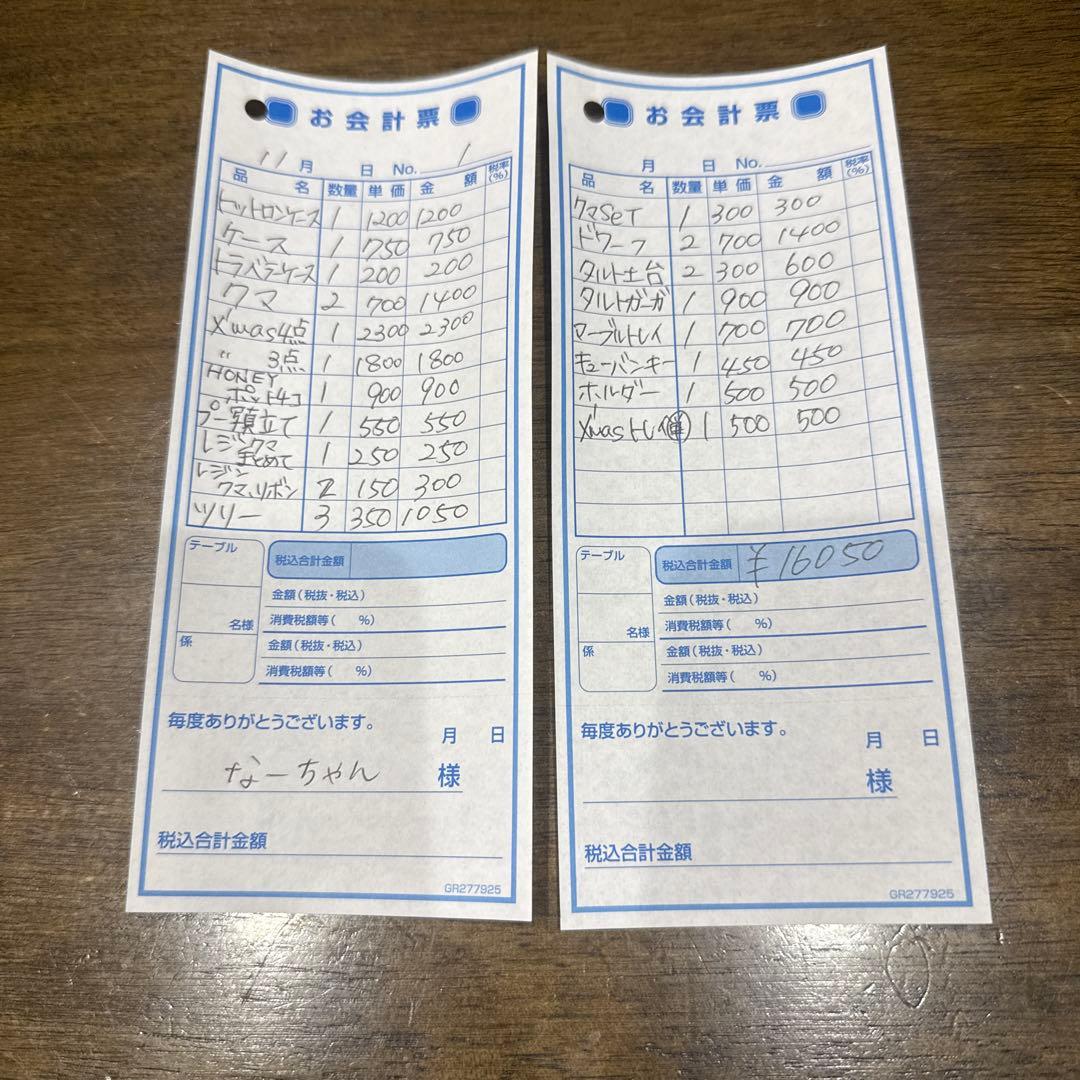 お会計票
11月 日 No. 1
品 名 数量 単価 金 額 税率(%)
トットロンケース 1 1200 1200
ケース 1 750 750
トラベラケース 1 200 200
クマ 2 700 1400
X'mas4点 1 2300 2300
〃 3点 1 1800 1800
HONEY
ポット4コ 1 900 900
プー写真立て 1 550 550
レジンクマ
まとめて 1 250 250
レジン
クマ、リボン 2 150 300
ツリー 3 350 1050
テーブル
名様
係
税込合計金額
金額(税抜・税込)
消費税額等( %)
金額(税抜・税込)
消費税額等( %)
毎度ありがとうございます。
月 日
なーちゃん 様
税込合計金額
GR277925
お会計票
月 日 No.
品 名 数量 単価 金 額 税率(%)
クマSeT 1 300 300
ドワーフ 2 700 1400
タルト土台 2 300 600
タルトガーガ 1 900 900
マーブルトレイ 1 700 700
キューバンキー 1 450 450
ホルダー 1 500 500
X'masトレイ 1 500 500
テーブル
名様
係
税込合計金額 ¥16050
金額(税抜・税込)
消費税額等( %)
金額(税抜・税込)
消費税額等( %)
毎度ありがとうございます。
月 日
様
税込合計金額
GR277925